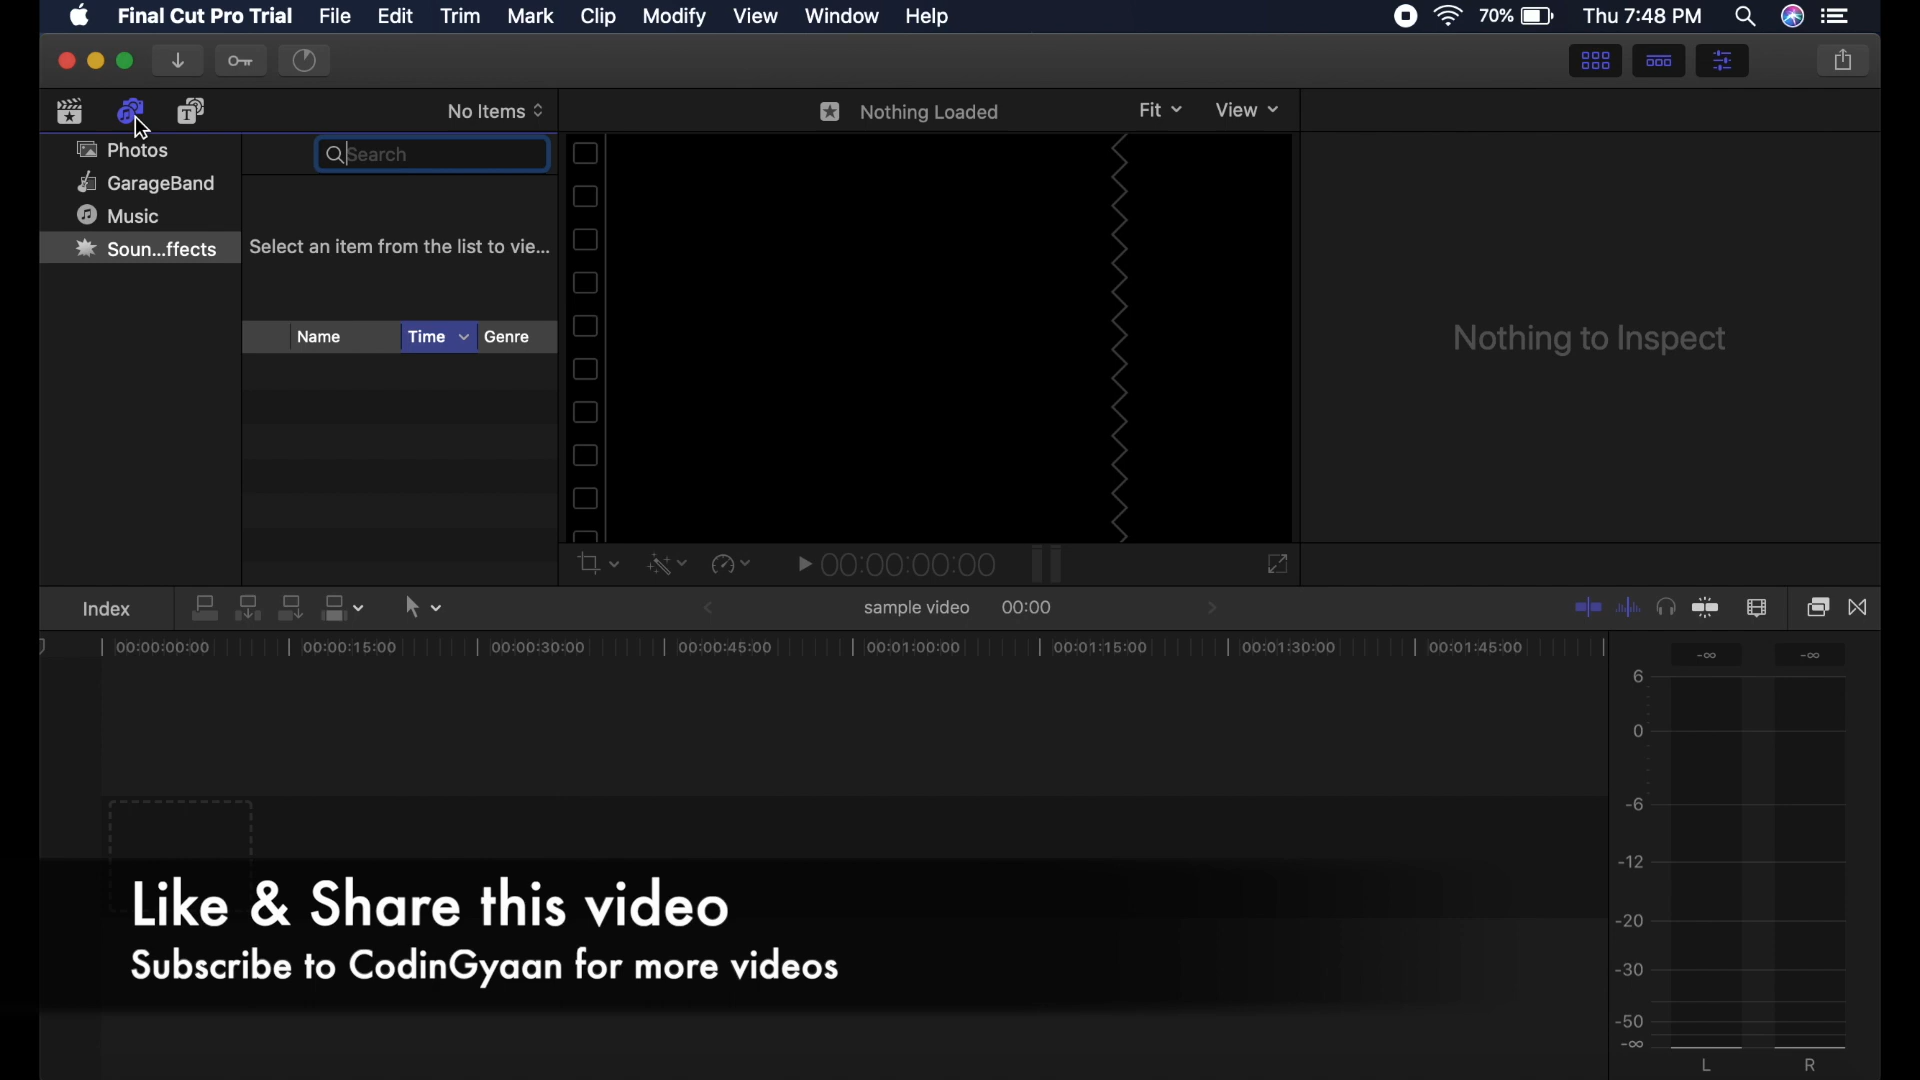 Final Cut Pro Trial File Edit Trim Mark Clip Modify View Window Help 70% Thu 7:48 PM
No Items Nothing Loaded Fit View
Photos
Search
GarageBand
Music
Soun...ffects
Select an item from the list to vie...
Name Time Genre
Nothing to Inspect
00:00:00:00
Index sample video 00:00
00:00:00:00 00:00:15:00 00:00:30:00 00:00:45:00 00:01:00:00 00:01:15:00 00:01:30:00 00:01:45:00
-∞ -∞
6
0
-6
-12
-20
-30
-50
-∞
L R
Like & Share this video
Subscribe to CodinGyaan for more videos